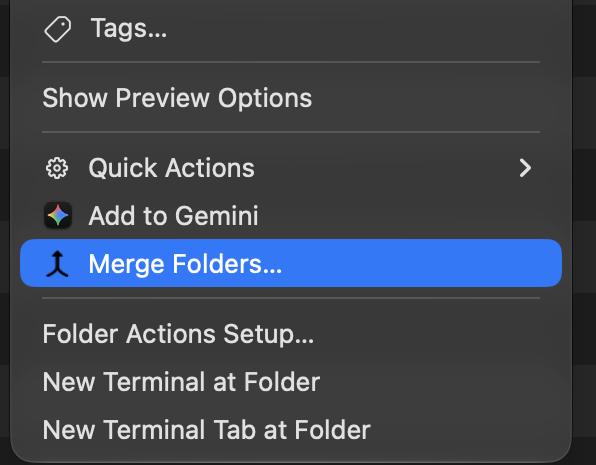 Tags...
Show Preview Options
Quick Actions
Add to Gemini
Merge Folders...
Folder Actions Setup...
New Terminal at Folder
New Terminal Tab at Folder